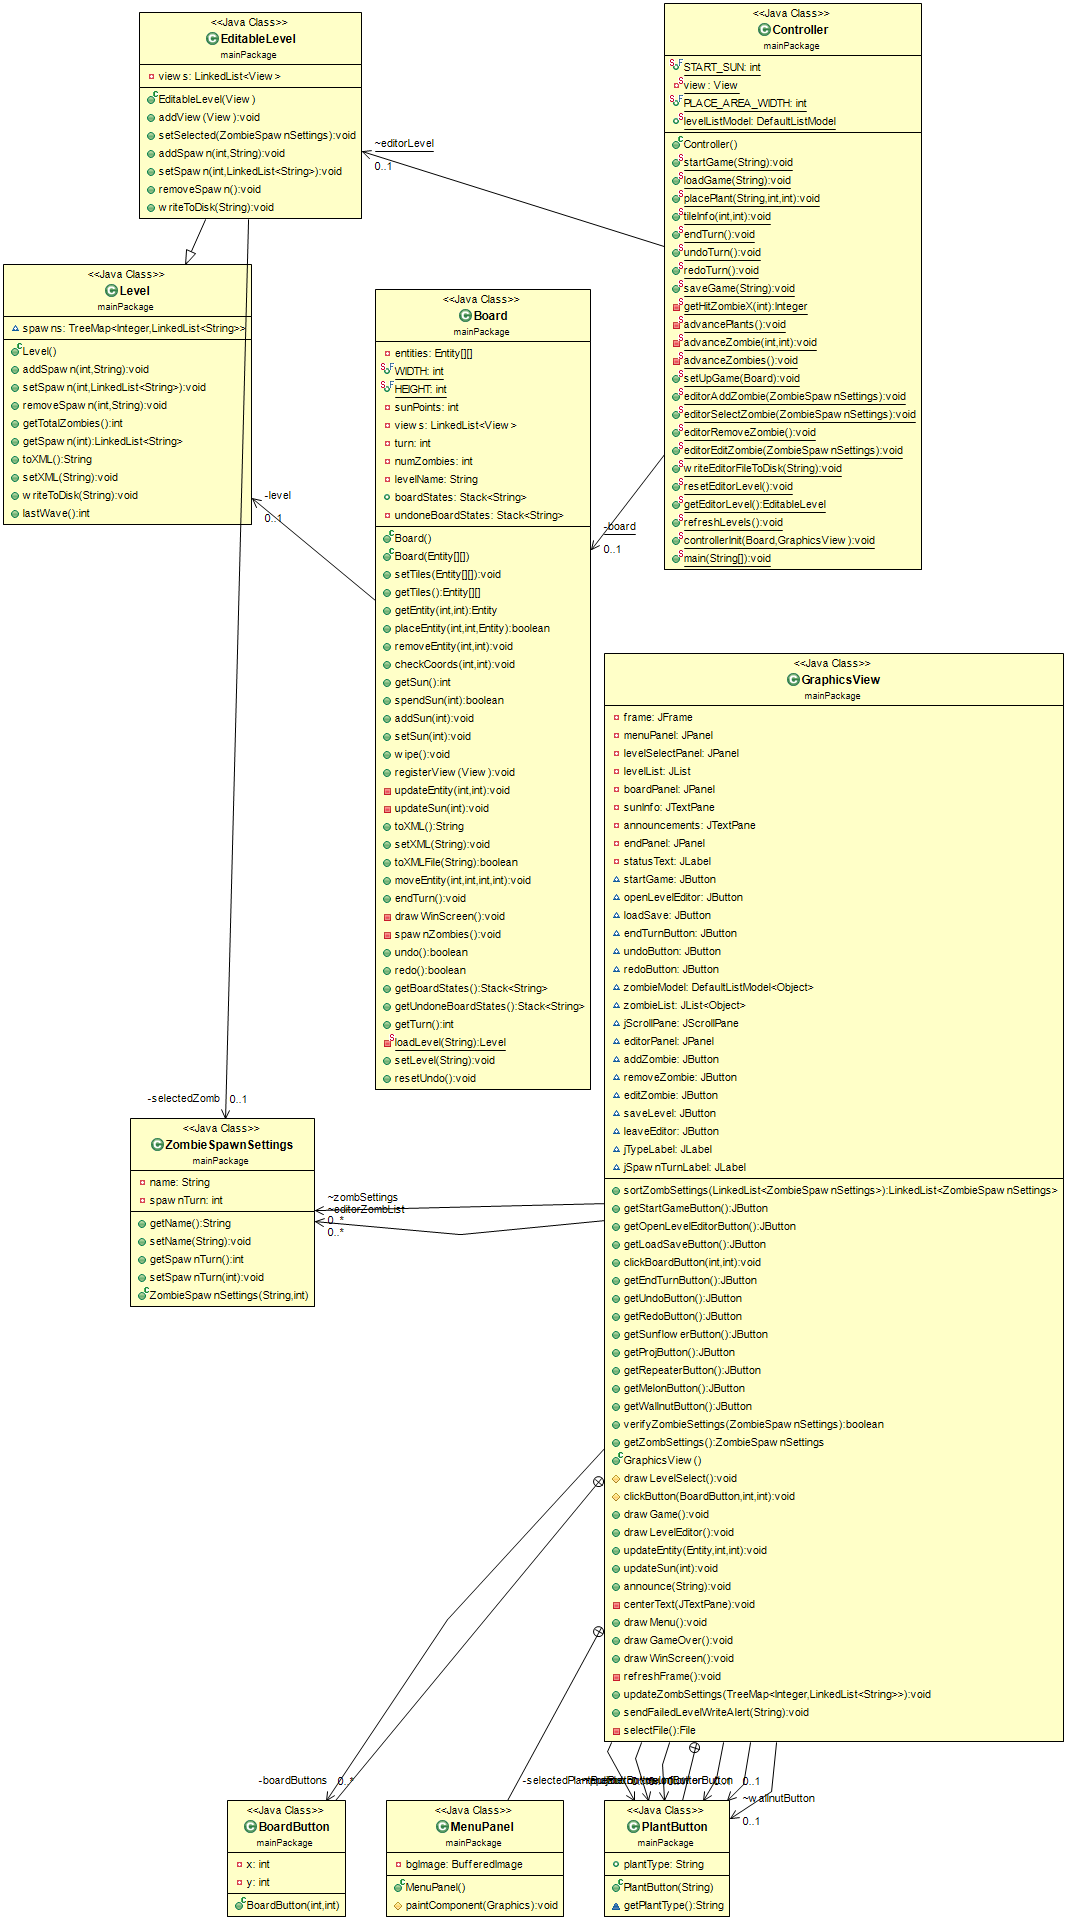 <<Java Class>>
EditableLevel
mainPackage
views: LinkedList<View>
EditableLevel(View)
addView(View):void
setSelected(ZombieSpawnSettings):void
addSpawn(int,String):void
setSpawn(int,LinkedList<String>):void
removeSpawn():void
writeToDisk(String):void
<<Java Class>>
Controller
mainPackage
START_SUN: int
view: View
PLACE_AREA_WIDTH: int
levelListModel: DefaultListModel
Controller()
startGame(String):void
loadGame(String):void
placePlant(String,int,int):void
tileInfo(int,int):void
endTurn():void
undoTurn():void
redoTurn():void
saveGame(String):void
getHitZombieX(int):Integer
advancePlants():void
advanceZombie(int,int):void
advanceZombies():void
setUpGame(Board):void
editorAddZombie(ZombieSpawnSettings):void
editorSelectZombie(ZombieSpawnSettings):void
editorRemoveZombie():void
editorEditZombie(ZombieSpawnSettings):void
writeEditorFileToDisk(String):void
resetEditorLevel():void
getEditorLevel():EditableLevel
refreshLevels():void
controllerInit(Board,GraphicsView):void
main(String[]):void
~editorLevel
0..1
<<Java Class>>
Level
mainPackage
spawns: TreeMap<Integer,LinkedList<String>>
Level()
addSpawn(int,String):void
setSpawn(int,LinkedList<String>):void
removeSpawn(int,String):void
getTotalZombies():int
getSpawn(int):LinkedList<String>
toXML():String
setXML(String):void
writeToDisk(String):void
lastWave():int
-level
0..1
<<Java Class>>
Board
mainPackage
entities: Entity[][]
WIDTH: int
HEIGHT: int
sunPoints: int
views: LinkedList<View>
turn: int
numZombies: int
levelName: String
boardStates: Stack<String>
undoneBoardStates: Stack<String>
Board()
Board(Entity[][])
setTiles(Entity[][]):void
getTiles():Entity[][]
getEntity(int,int):Entity
placeEntity(int,int,Entity):boolean
removeEntity(int,int):void
checkCoords(int,int):void
getSun():int
spendSun(int):boolean
addSun(int):void
setSun(int):void
wipe():void
registerView(View):void
updateEntity(int,int):void
updateSun(int):void
toXML():String
setXML(String):void
toXMLFile(String):boolean
moveEntity(int,int,int,int):void
endTurn():void
drawWinScreen():void
spawnZombies():void
undo():boolean
redo():boolean
getBoardStates():Stack<String>
getUndoneBoardStates():Stack<String>
getTurn():int
loadLevel(String):Level
setLevel(String):void
resetUndo():void
-board
0..1
<<Java Class>>
GraphicsView
mainPackage
frame: JFrame
menuPanel: JPanel
levelSelectPanel: JPanel
levelList: JList
boardPanel: JPanel
sunInfo: JTextPane
announcements: JTextPane
endPanel: JPanel
statusText: JLabel
startGame: JButton
openLevelEditor: JButton
loadSave: JButton
endTurnButton: JButton
undoButton: JButton
redoButton: JButton
zombieModel: DefaultListModel<Object>
zombieList: JList<Object>
jScrollPane: JScrollPane
editorPanel: JPanel
addZombie: JButton
removeZombie: JButton
editZombie: JButton
saveLevel: JButton
leaveEditor: JButton
jTypeLabel: JLabel
jSpawnTurnLabel: JLabel
sortZombSettings(LinkedList<ZombieSpawnSettings>):LinkedList<ZombieSpawnSettings>
getStartGameButton():JButton
getOpenLevelEditorButton():JButton
getLoadSaveButton():JButton
clickBoardButton(int,int):void
getEndTurnButton():JButton
getUndoButton():JButton
getRedoButton():JButton
getSunflowerButton():JButton
getProjButton():JButton
getRepeaterButton():JButton
getMelonButton():JButton
getWallnutButton():JButton
verifyZombieSettings(ZombieSpawnSettings):boolean
getZombSettings():ZombieSpawnSettings
GraphicsView()
drawLevelSelect():void
clickButton(BoardButton,int,int):void
drawGame():void
drawLevelEditor():void
updateEntity(Entity,int,int):void
updateSun(int):void
announce(String):void
centerText(JTextPane):void
drawMenu():void
drawGameOver():void
drawWinScreen():void
refreshFrame():void
updateZombSettings(TreeMap<Integer,LinkedList<String>>):void
sendFailedLevelWriteAlert(String):void
selectFile():File
-selectedZomb
0..1
<<Java Class>>
ZombieSpawnSettings
mainPackage
name: String
spawnTurn: int
getName():String
setName(String):void
getSpawnTurn():int
setSpawnTurn(int):void
ZombieSpawnSettings(String,int)
~zombSettings
~editorZombList
0..*
0..*
-boardButtons
0..*
0..1
~wallnutButton
0..1
<<Java Class>>
BoardButton
mainPackage
x: int
y: int
BoardButton(int,int)
<<Java Class>>
MenuPanel
mainPackage
bgImage: BufferedImage
MenuPanel()
paintComponent(Graphics):void
<<Java Class>>
PlantButton
mainPackage
plantType: String
PlantButton(String)
getPlantType():String